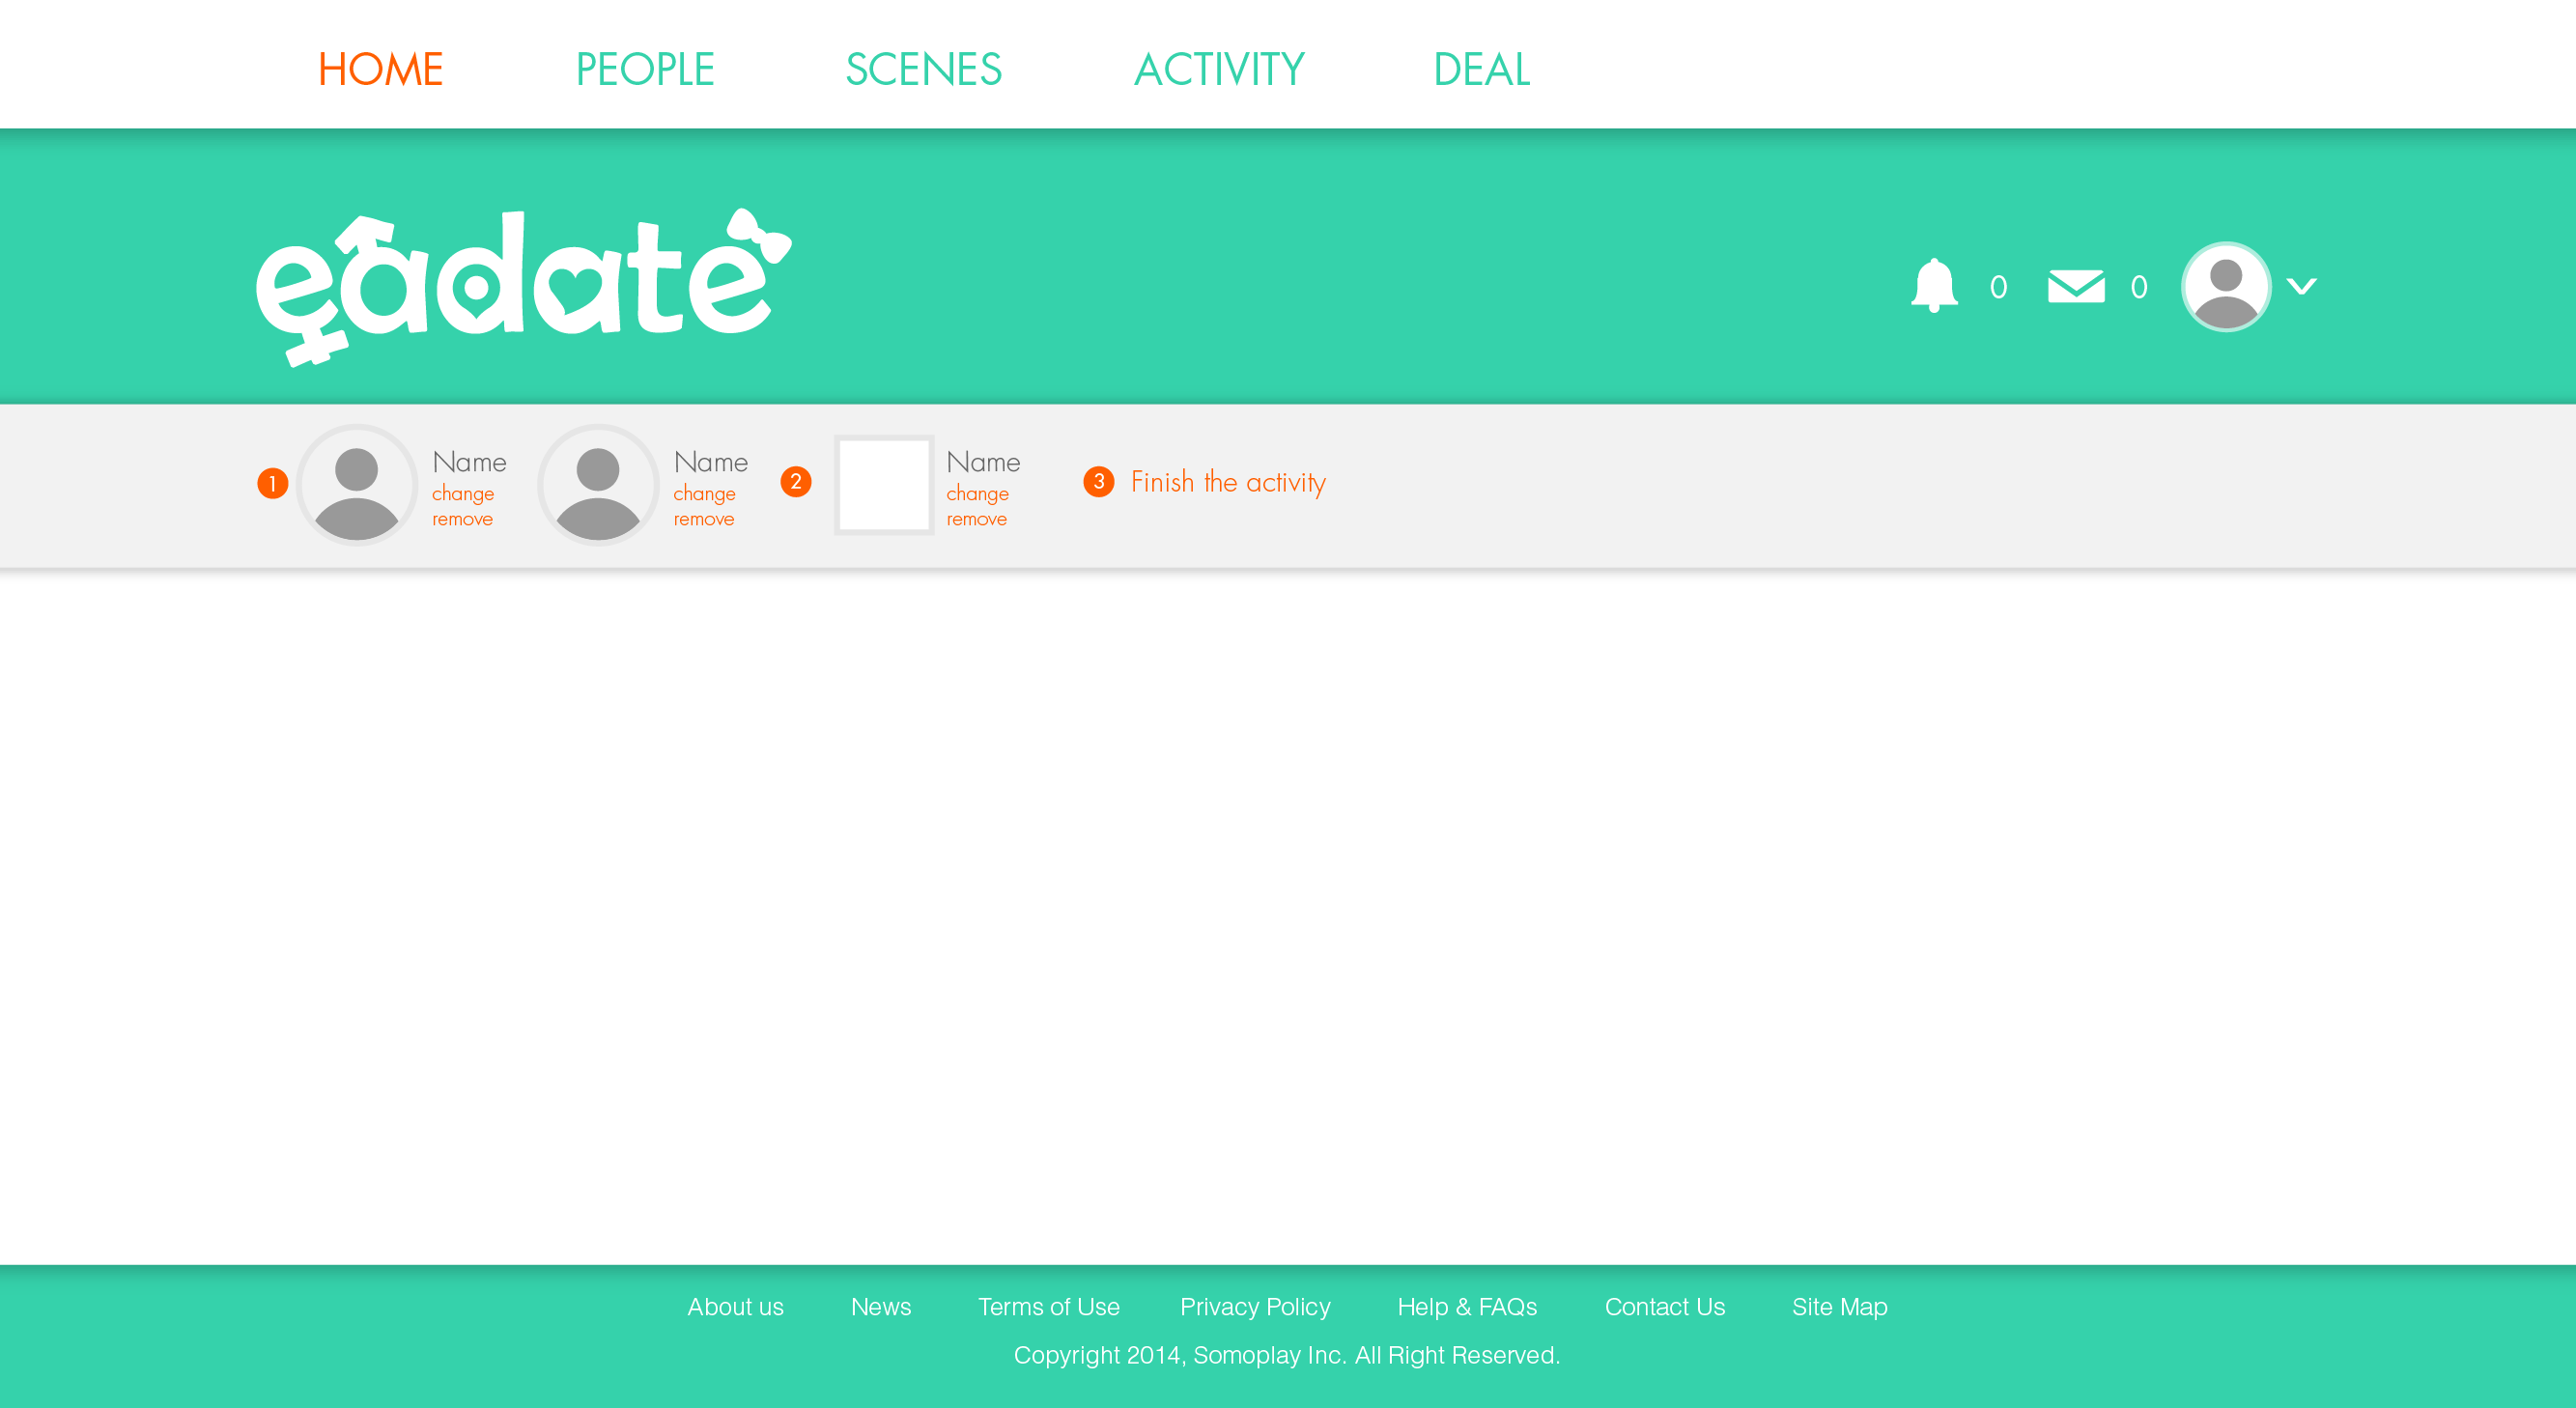 HOME PEOPLE SCENES ACTIVITY DEAL
eadate
0 0
1 Name Name 2 Name 3 Finish the activity
change change change
remove remove remove
About us News Terms of Use Privacy Policy Help & FAQs Contact Us Site Map
Copyright 2014, Somoplay Inc. All Right Reserved.